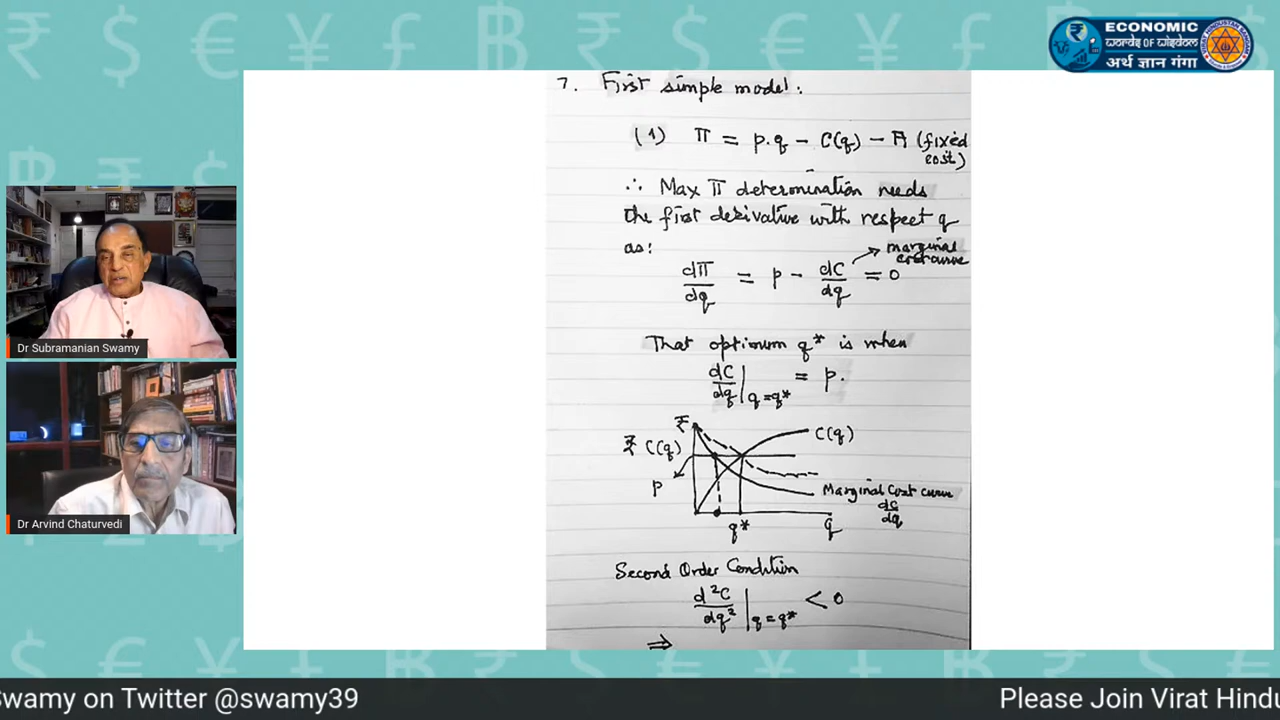 ECONOMIC
WORDS OF WISDOM
अर्थ ज्ञान गंगा
7. First simple model:
(1) π = p.q - C(q) - A (fixed
cost)
∴ Max π determination needs
the first derivative with respect q
as:
marginal
cost curve
dπ/dq = p - dC/dq = 0
That optimum q* is when
dC/dq | q=q* = p.
₹
₹ C(q)
C(q)
p
Marginal Cost curve
dC/dq
q*
q
Second Order Condition
d²C/dq² | q=q* < 0
⇒
Dr Subramanian Swamy
Dr Arvind Chaturvedi
Swamy on Twitter @swamy39
Please Join Virat Hindu